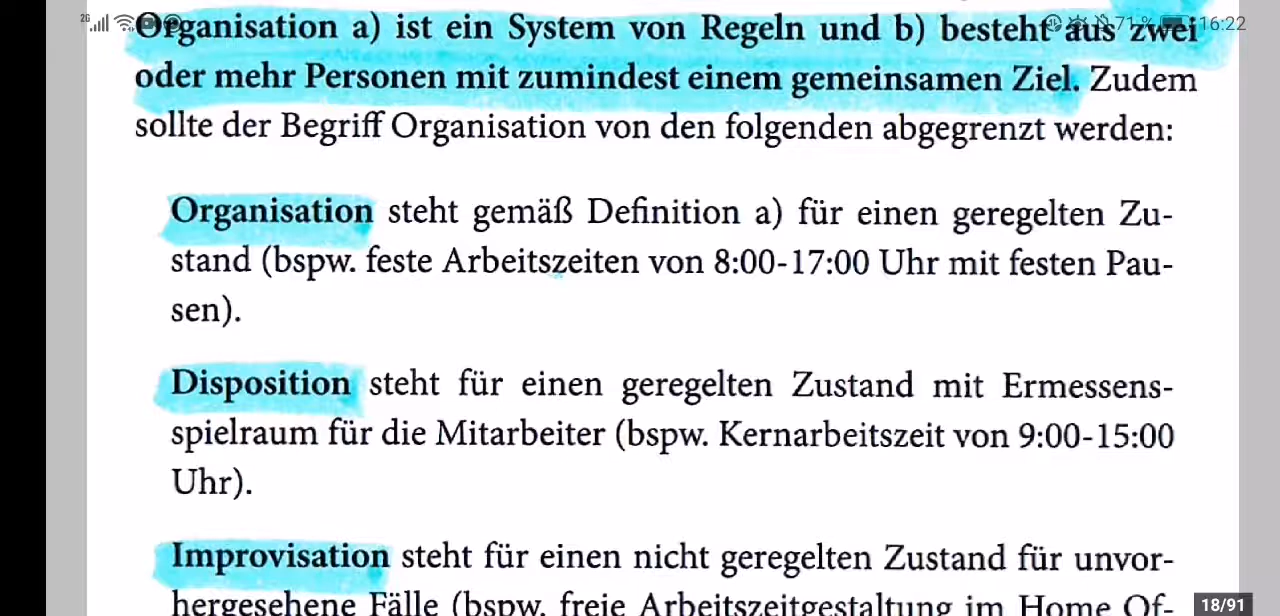 Organisation a) ist ein System von Regeln und b) besteht aus zwei
oder mehr Personen mit zumindest einem gemeinsamen Ziel. Zudem
sollte der Begriff Organisation von den folgenden abgegrenzt werden:
Organisation steht gemäß Definition a) für einen geregelten Zu-
stand (bspw. feste Arbeitszeiten von 8:00-17:00 Uhr mit festen Pau-
sen).
Disposition steht für einen geregelten Zustand mit Ermessens-
spielraum für die Mitarbeiter (bspw. Kernarbeitszeit von 9:00-15:00
Uhr).
Improvisation steht für einen nicht geregelten Zustand für unvor-
hergesehene Fälle (bspw. freie Arbeitszeitgestaltung im Home Of-
2G
71 %
16:22
18/91